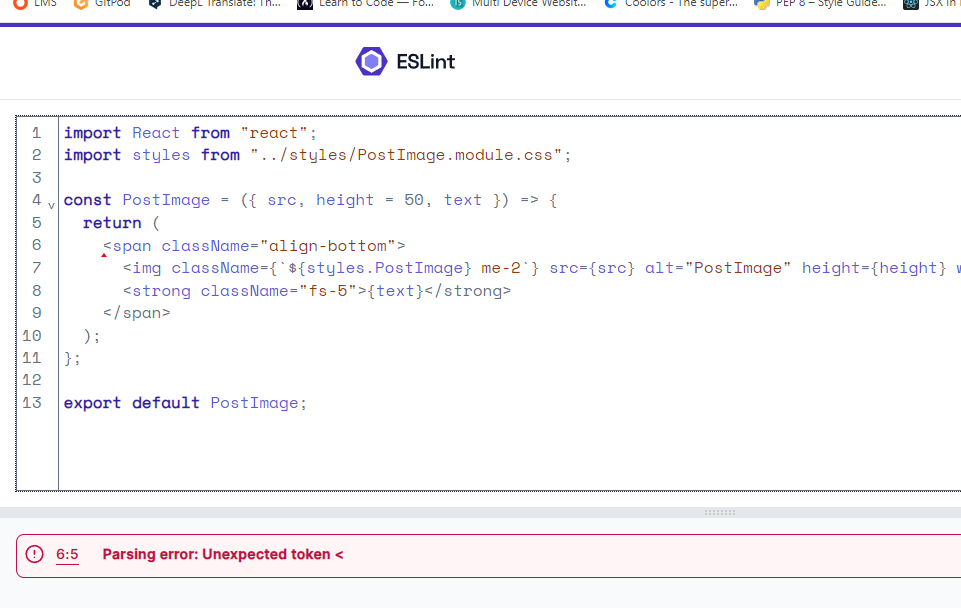 LMS GitPod DeepL Translate: Th... Learn to Code — Fo... Multi Device Websit... Coolors - The super... PEP 8 – Style Guide... JSX in
ESLint
1 import React from "react";
2 import styles from "../styles/PostImage.module.css";
3
4 const PostImage = ({ src, height = 50, text }) => {
5 return (
6 <span className="align-bottom">
7 <img className={`${styles.PostImage} me-2`} src={src} alt="PostImage" height={height}
8 <strong className="fs-5">{text}</strong>
9 </span>
10 );
11 };
12
13 export default PostImage;
6:5 Parsing error: Unexpected token <